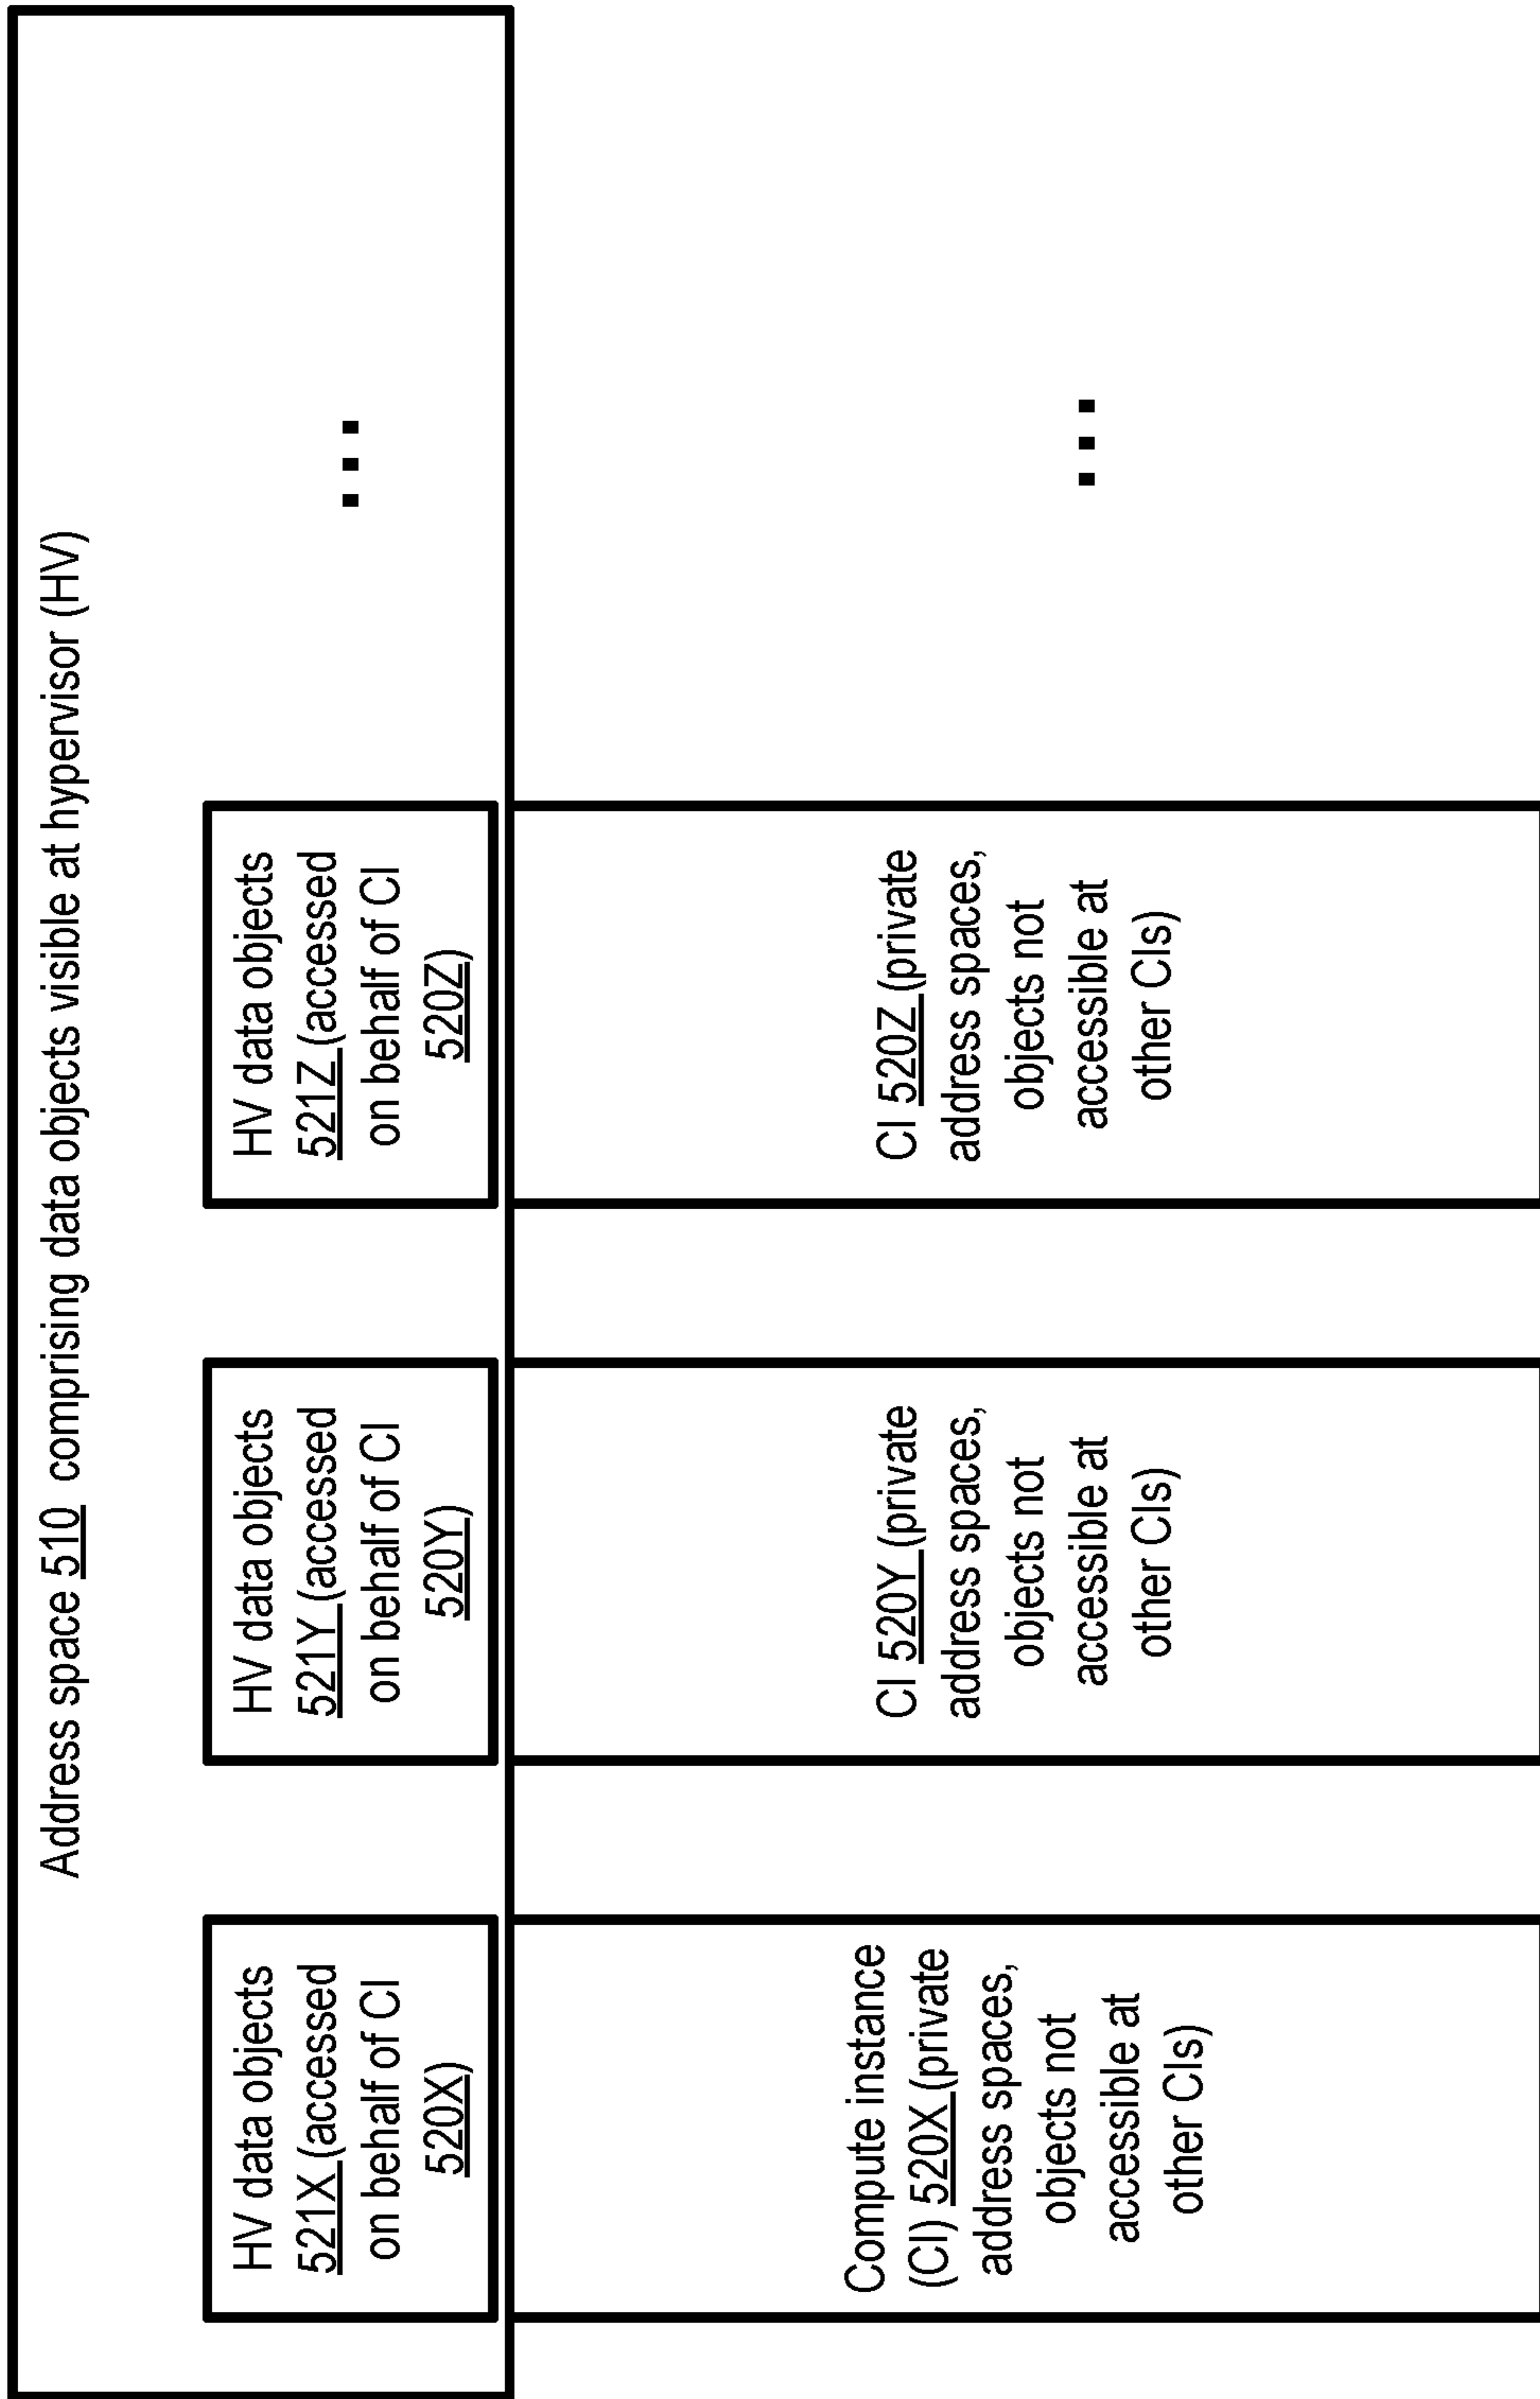 Address space 510 comprising data objects visible at hypervisor (HV)
HV data objects
521X (accessed
on behalf of CI
520X)
HV data objects
521Y (accessed
on behalf of CI
520Y)
HV data objects
521Z (accessed
on behalf of CI
520Z)
...
Compute instance
(CI) 520X (private
address spaces,
objects not
accessible at
other CIs)
CI 520Y (private
address spaces,
objects not
accessible at
other CIs)
CI 520Z (private
address spaces,
objects not
accessible at
other CIs)
...